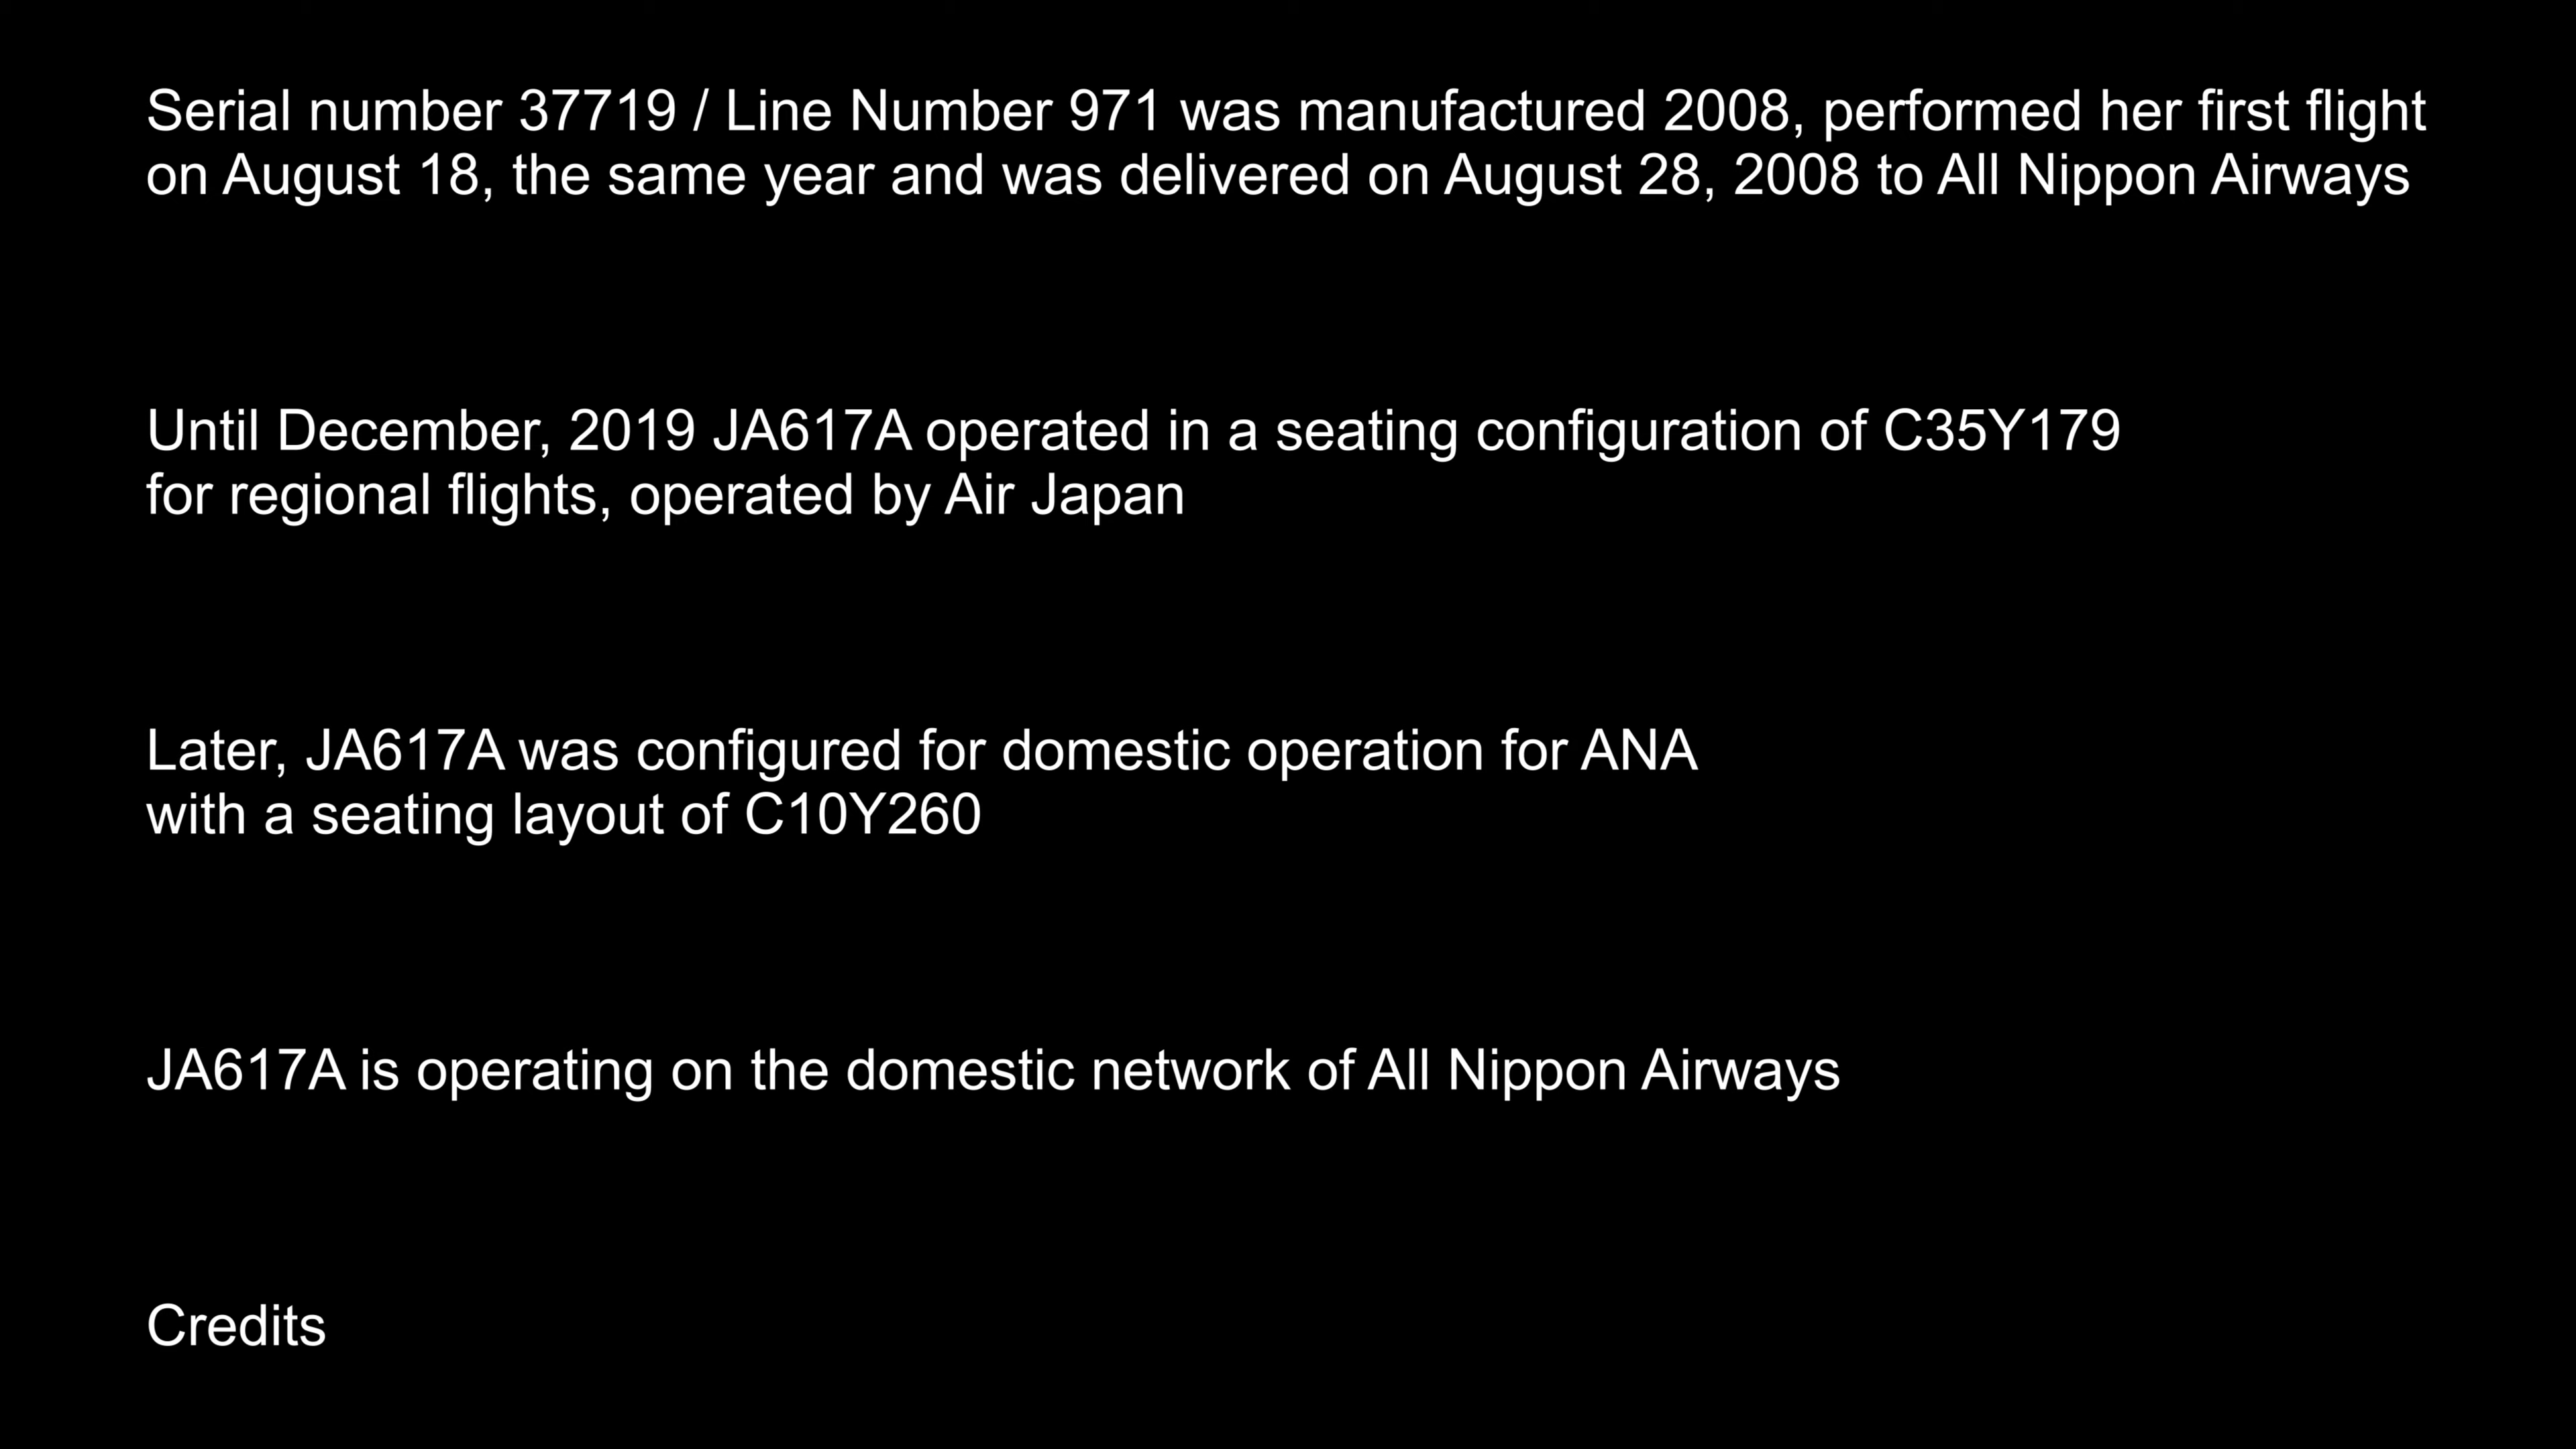 Serial number 37719 / Line Number 971 was manufactured 2008, performed her first flight
on August 18, the same year and was delivered on August 28, 2008 to All Nippon Airways
Until December, 2019 JA617A operated in a seating configuration of C35Y179
for regional flights, operated by Air Japan
Later, JA617A was configured for domestic operation for ANA
with a seating layout of C10Y260
JA617A is operating on the domestic network of All Nippon Airways
Credits